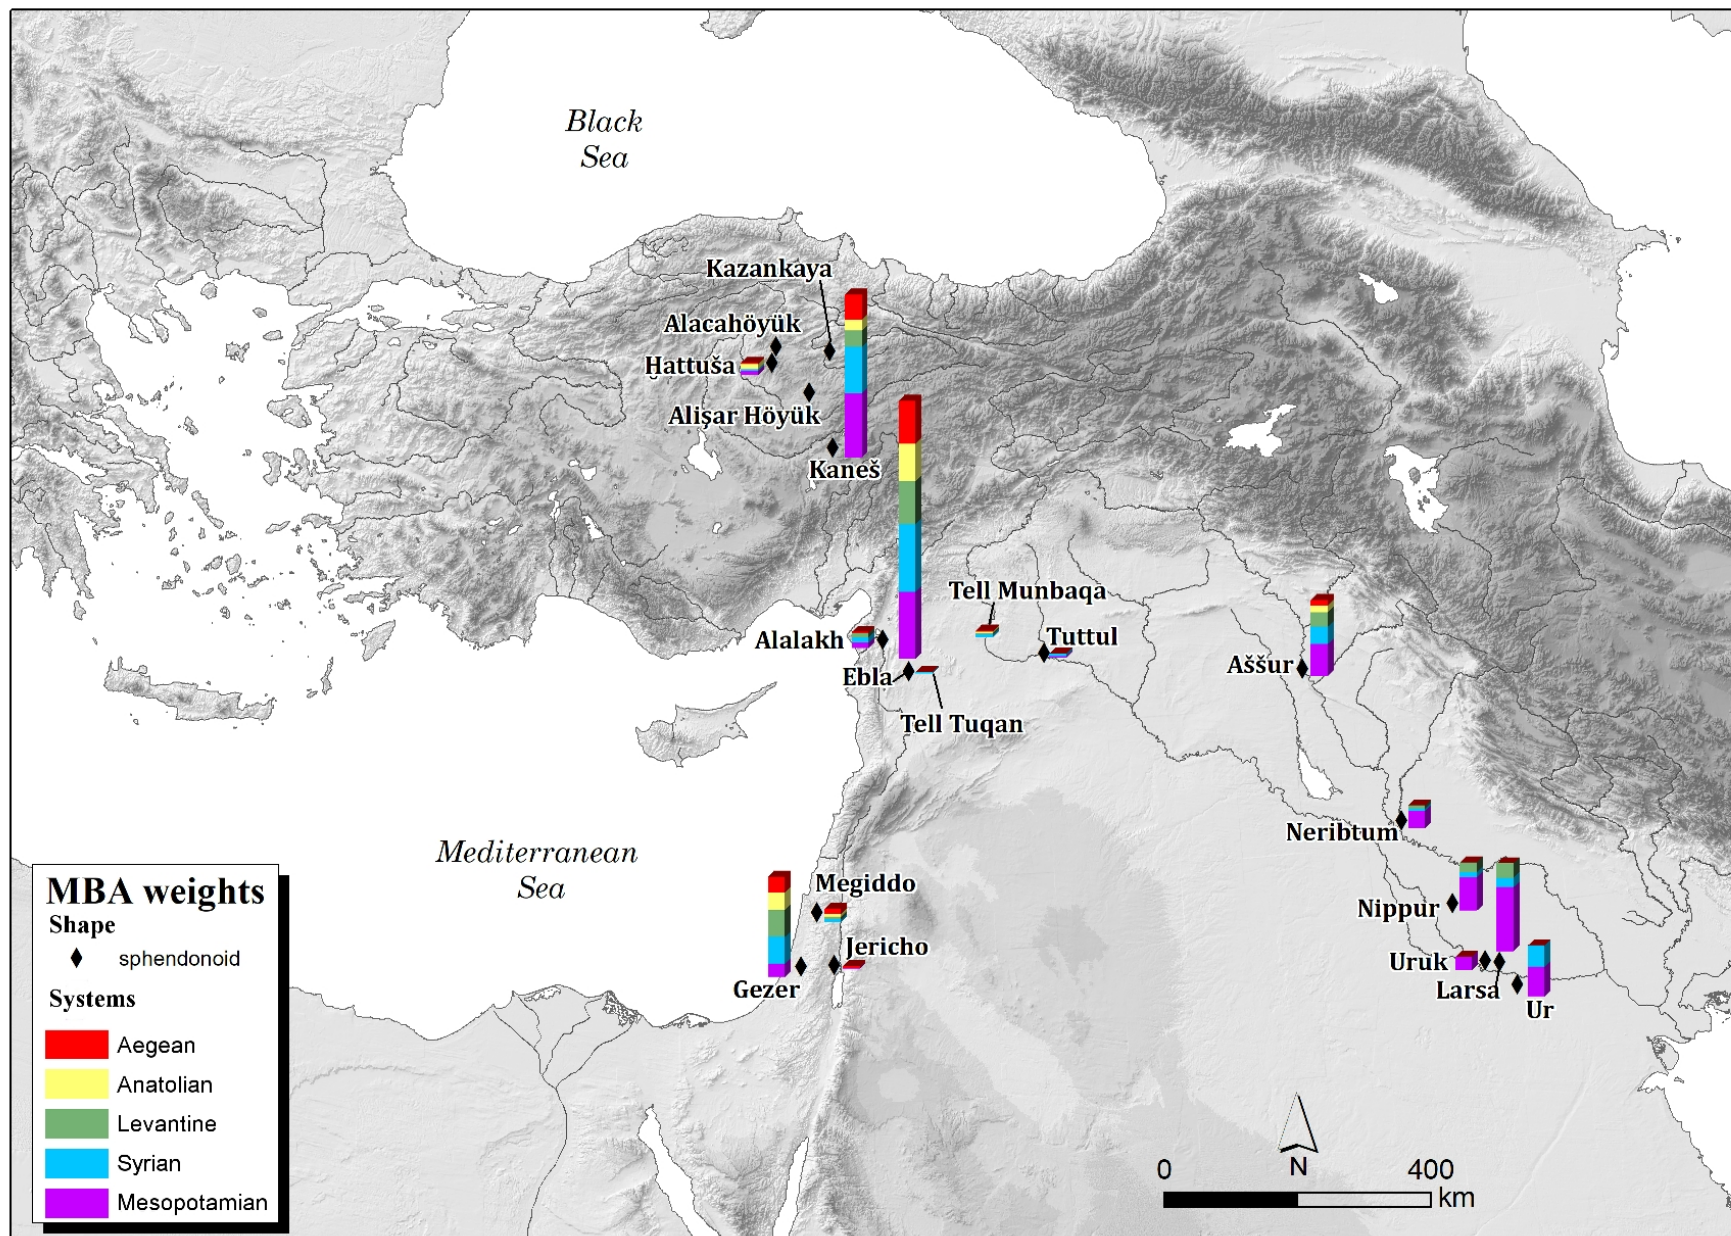 Black
Sea
Kazankaya
Alacahöyük
Ḫattuša
Alişar Höyük
Kaneš
Tell Munbaqa
Tuttul
Alalakh
Ebla
Tell Tuqan
Aššur
Neribtum
Mediterranean
Sea
Megiddo
Jericho
Gezer
Nippur
Uruk
Larsa
Ur
MBA weights
Shape
sphendonoid
Systems
Aegean
Anatolian
Levantine
Syrian
Mesopotamian
N
0 400
km